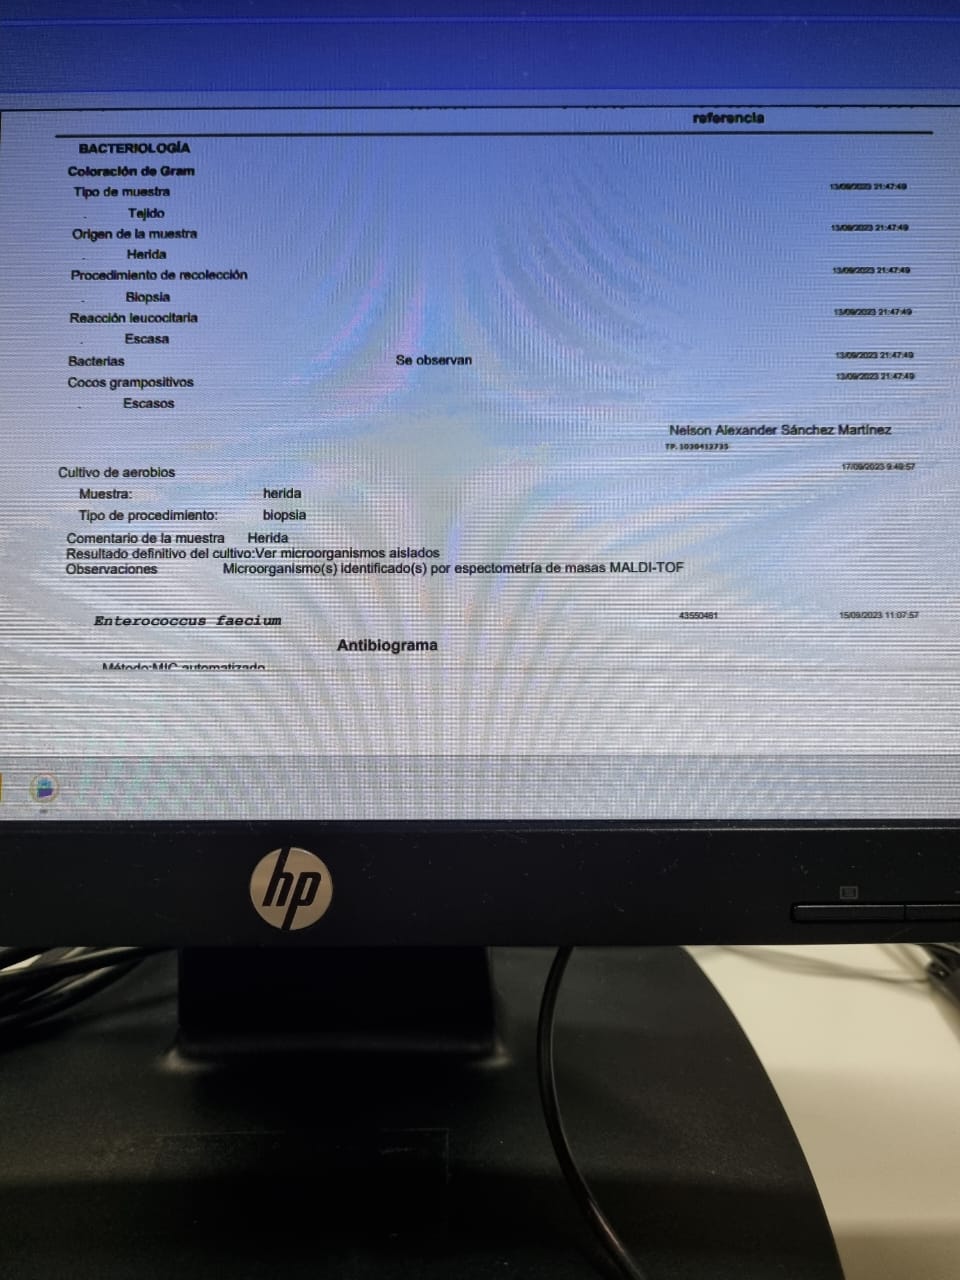 referencia
BACTERIOLOGÍA
Coloración de Gram
Tipo de muestra 13/09/2023 21:47:49
. Tejido
Origen de la muestra 13/09/2023 21:47:49
. Herida
Procedimiento de recolección 13/09/2023 21:47:49
. Biopsia
Reacción leucocitaria 13/09/2023 21:47:49
. Escasa
Bacterias Se observan 13/09/2023 21:47:49
Cocos grampositivos 13/09/2023 21:47:49
. Escasos
Nelson Alexander Sánchez Martínez
TP. 1030413735
Cultivo de aerobios 17/09/2023 9:49:57
Muestra: herida
Tipo de procedimiento: biopsia
Comentario de la muestra Herida
Resultado definitivo del cultivo:Ver microorganismos aislados
Observaciones Microorganismo(s) identificado(s) por espectometría de masas MALDI-TOF
Enterococcus faecium 43550461 15/09/2023 11:07:57
Antibiograma
Método:MIC automatizado
hp